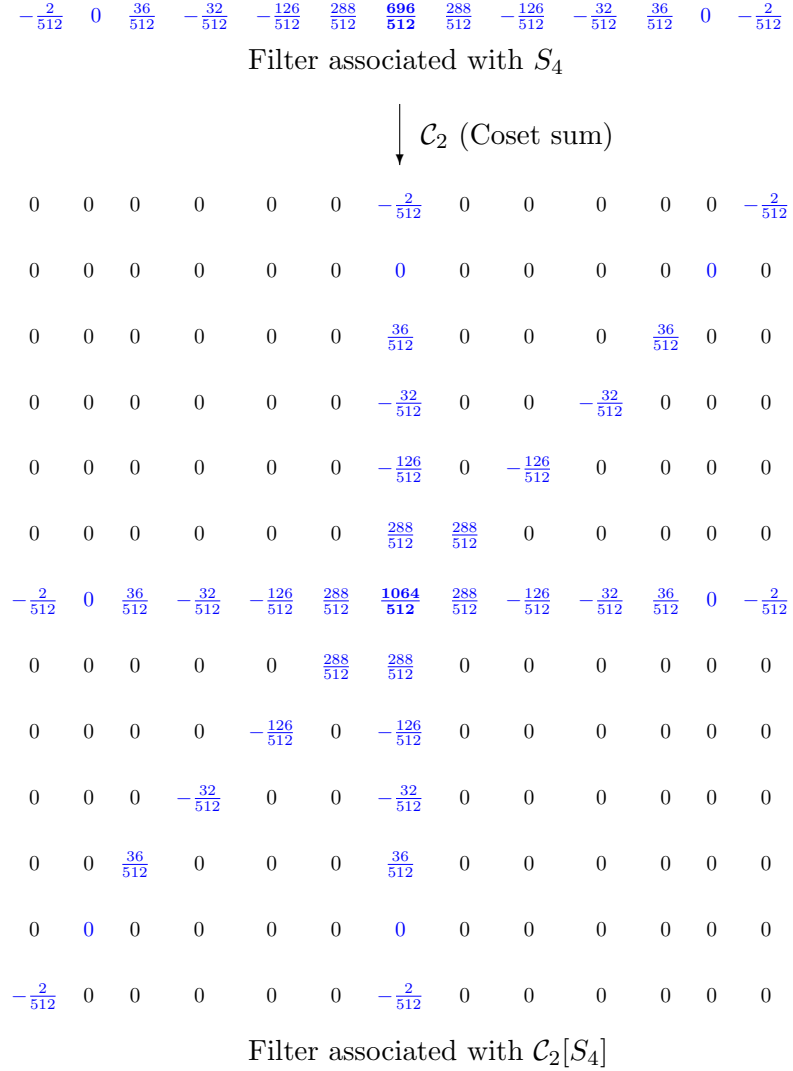 -2/512 0 36/512 -32/512 -126/512 288/512 696/512 288/512 -126/512 -32/512 36/512 0 -2/512
Filter associated with S_4
C_2 (Coset sum)
0 0 0 0 0 0 -2/512 0 0 0 0 0 -2/512
0 0 0 0 0 0 0 0 0 0 0 0 0
0 0 0 0 0 0 36/512 0 0 0 36/512 0 0
0 0 0 0 0 0 -32/512 0 0 -32/512 0 0 0
0 0 0 0 0 0 -126/512 0 -126/512 0 0 0 0
0 0 0 0 0 0 288/512 288/512 0 0 0 0 0
-2/512 0 36/512 -32/512 -126/512 288/512 1064/512 288/512 -126/512 -32/512 36/512 0 -2/512
0 0 0 0 0 288/512 288/512 0 0 0 0 0 0
0 0 0 0 -126/512 0 -126/512 0 0 0 0 0 0
0 0 0 -32/512 0 0 -32/512 0 0 0 0 0 0
0 0 36/512 0 0 0 36/512 0 0 0 0 0 0
0 0 0 0 0 0 0 0 0 0 0 0 0
-2/512 0 0 0 0 0 -2/512 0 0 0 0 0 0
Filter associated with C_2[S_4]